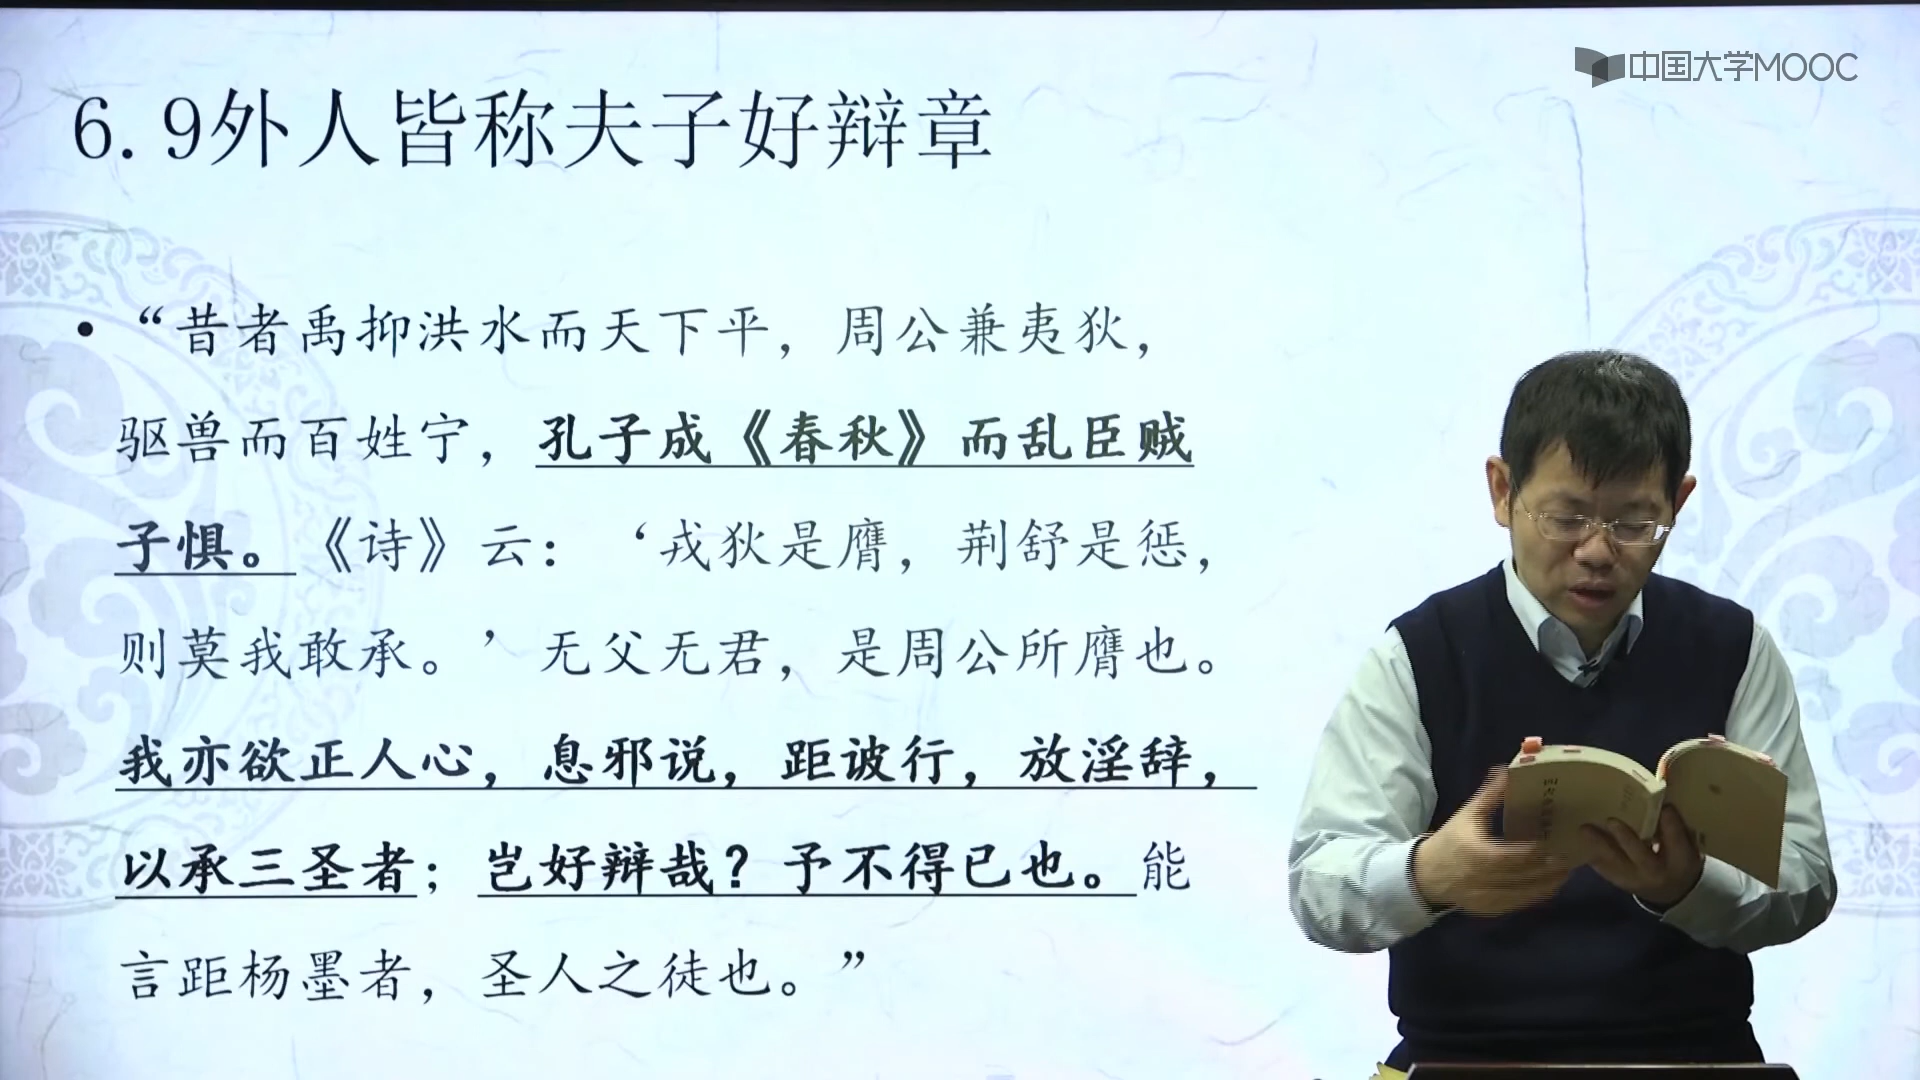 中国大学MOOC
6.9外人皆称夫子好辩章
• “昔者禹抑洪水而天下平，周公兼夷狄，
驱兽而百姓宁，孔子成《春秋》而乱臣贼
子惧。《诗》云：‘戎狄是膺，荆舒是惩，
则莫我敢承。’无父无君，是周公所膺也。
我亦欲正人心，息邪说，距诐行，放淫辞，
以承三圣者；岂好辩哉？予不得已也。能
言距杨墨者，圣人之徒也。”